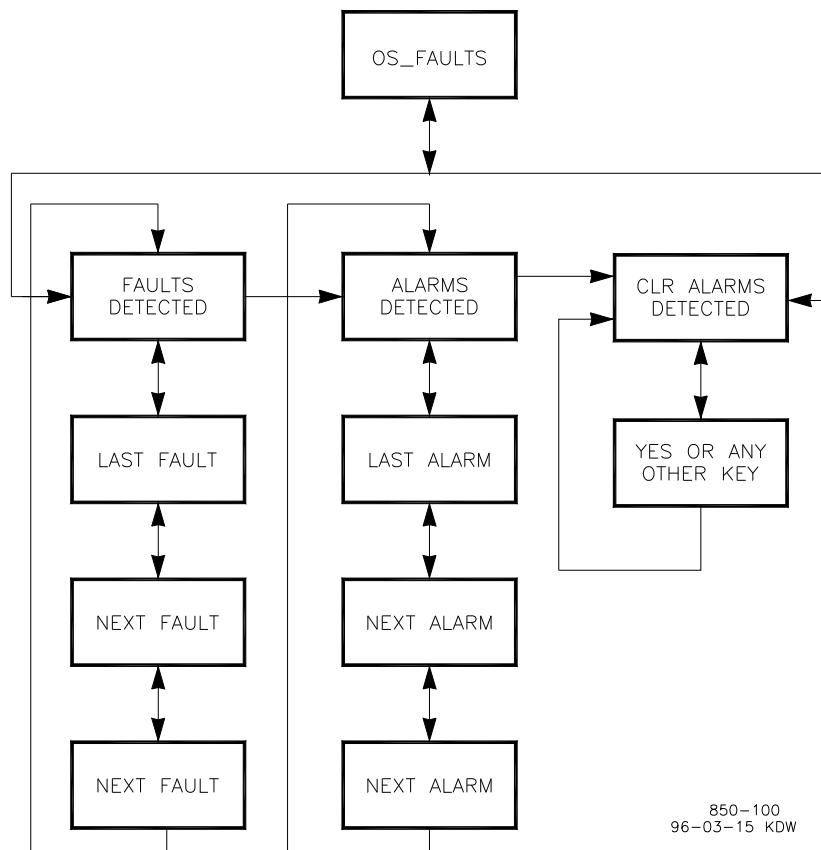 OS_FAULTS
FAULTS
DETECTED
ALARMS
DETECTED
CLR ALARMS
DETECTED
LAST FAULT
LAST ALARM
YES OR ANY
OTHER KEY
NEXT FAULT
NEXT ALARM
NEXT FAULT
NEXT ALARM
850-100
96-03-15 KDW